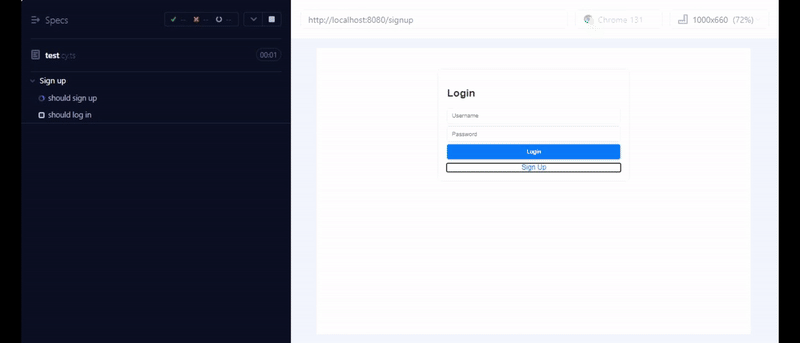 Specs
-- -- --
test.cy.ts
00:01
Sign up
should sign up
should log in
http://localhost:8080/signup
Chrome 131
1000x660 (72%)
Login
Username
Password
Login
Sign Up